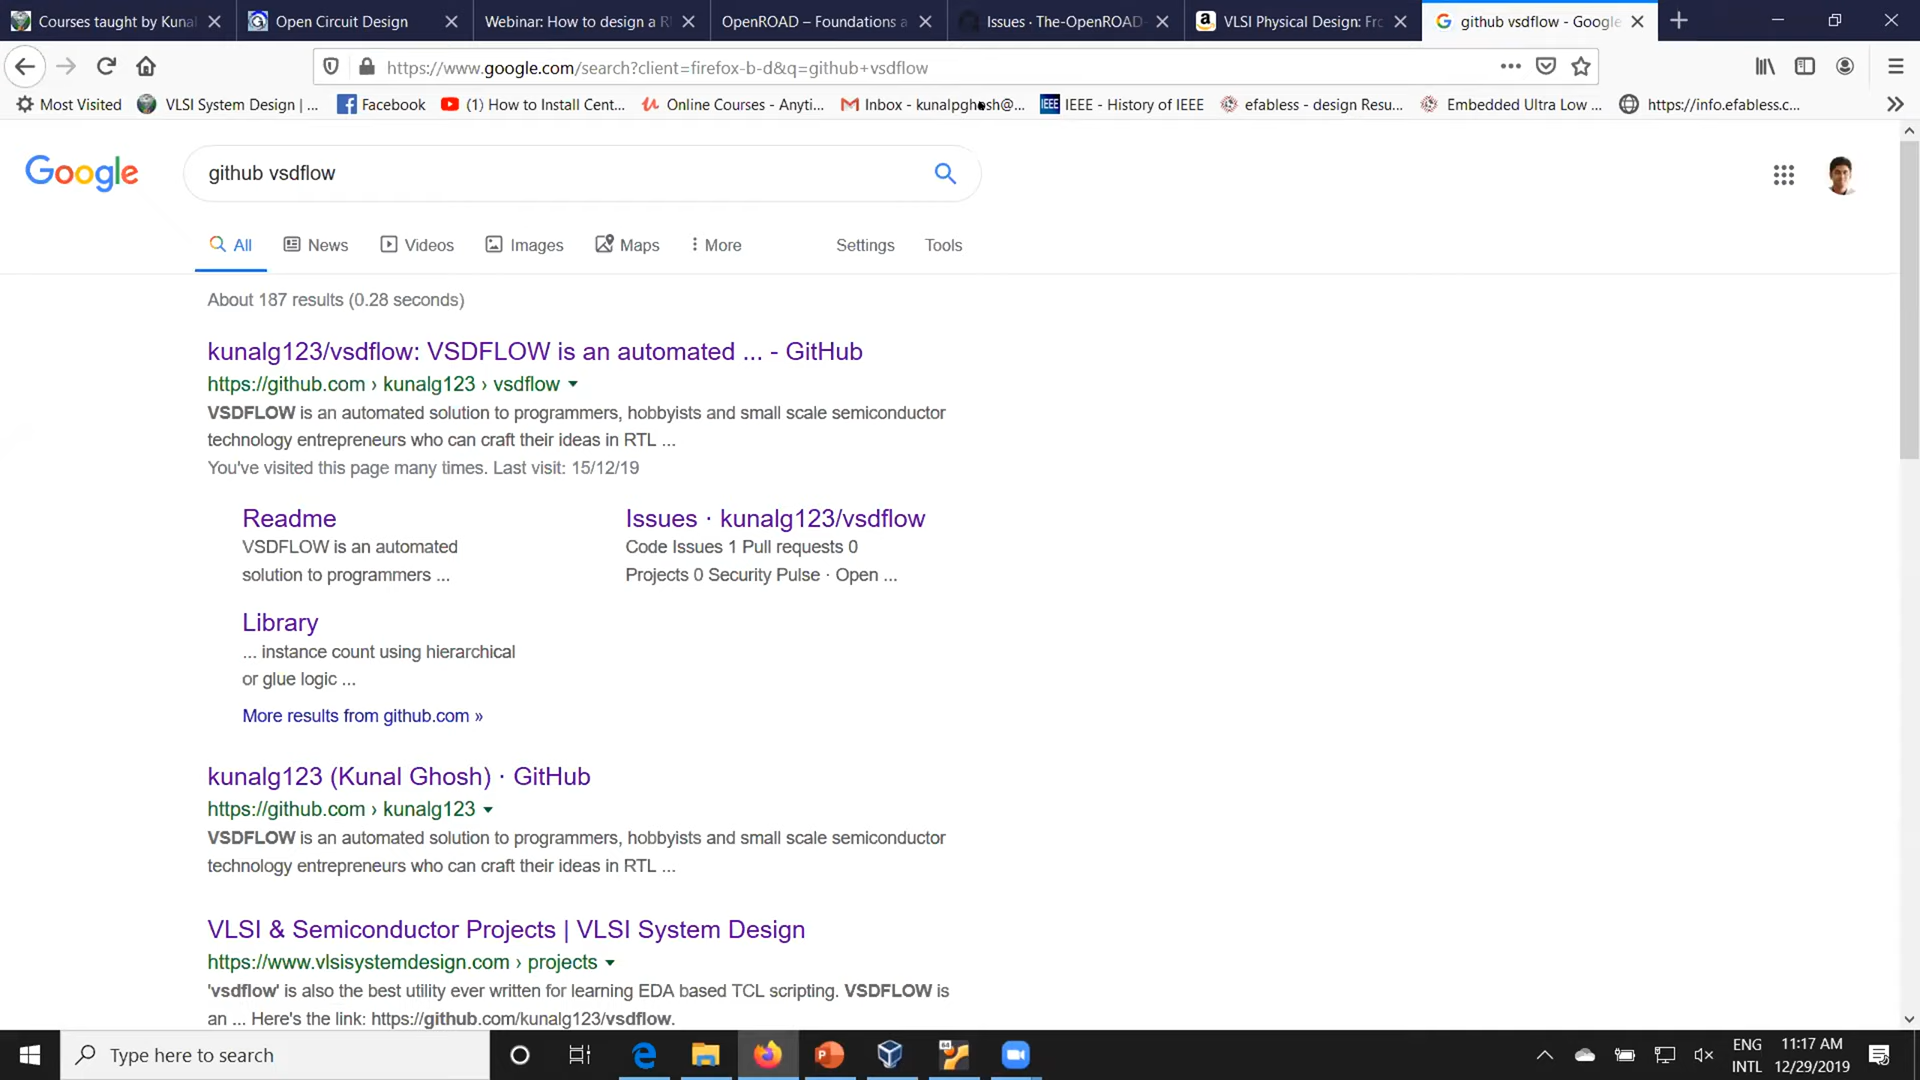 Courses taught by Kunal
Open Circuit Design
Webinar: How to design a R
OpenROAD – Foundations a
Issues · The-OpenROAD-
VLSI Physical Design: Fr
github vsdflow - Google
https://www.google.com/search?client=firefox-b-d&q=github+vsdflow
Most Visited
VLSI System Design | ...
Facebook
(1) How to Install Cent...
Online Courses - Anyti...
Inbox - kunalpghosh@...
IEEE - History of IEEE
efabless - design Resu...
Embedded Ultra Low ...
https://info.efabless.c...
Google
github vsdflow
All
News
Videos
Images
Maps
More
Settings
Tools
About 187 results (0.28 seconds)
kunalg123/vsdflow: VSDFLOW is an automated ... - GitHub
https://github.com › kunalg123 › vsdflow
VSDFLOW is an automated solution to programmers, hobbyists and small scale semiconductor
technology entrepreneurs who can craft their ideas in RTL ...
You've visited this page many times. Last visit: 15/12/19
Readme
VSDFLOW is an automated
solution to programmers ...
Issues · kunalg123/vsdflow
Code Issues 1 Pull requests 0
Projects 0 Security Pulse · Open ...
Library
... instance count using hierarchical
or glue logic ...
More results from github.com »
kunalg123 (Kunal Ghosh) · GitHub
https://github.com › kunalg123
VSDFLOW is an automated solution to programmers, hobbyists and small scale semiconductor
technology entrepreneurs who can craft their ideas in RTL ...
VLSI & Semiconductor Projects | VLSI System Design
https://www.vlsisystemdesign.com › projects
'vsdflow' is also the best utility ever written for learning EDA based TCL scripting. VSDFLOW is
an ... Here's the link: https://github.com/kunalg123/vsdflow.
Type here to search
ENG
INTL
11:17 AM
12/29/2019